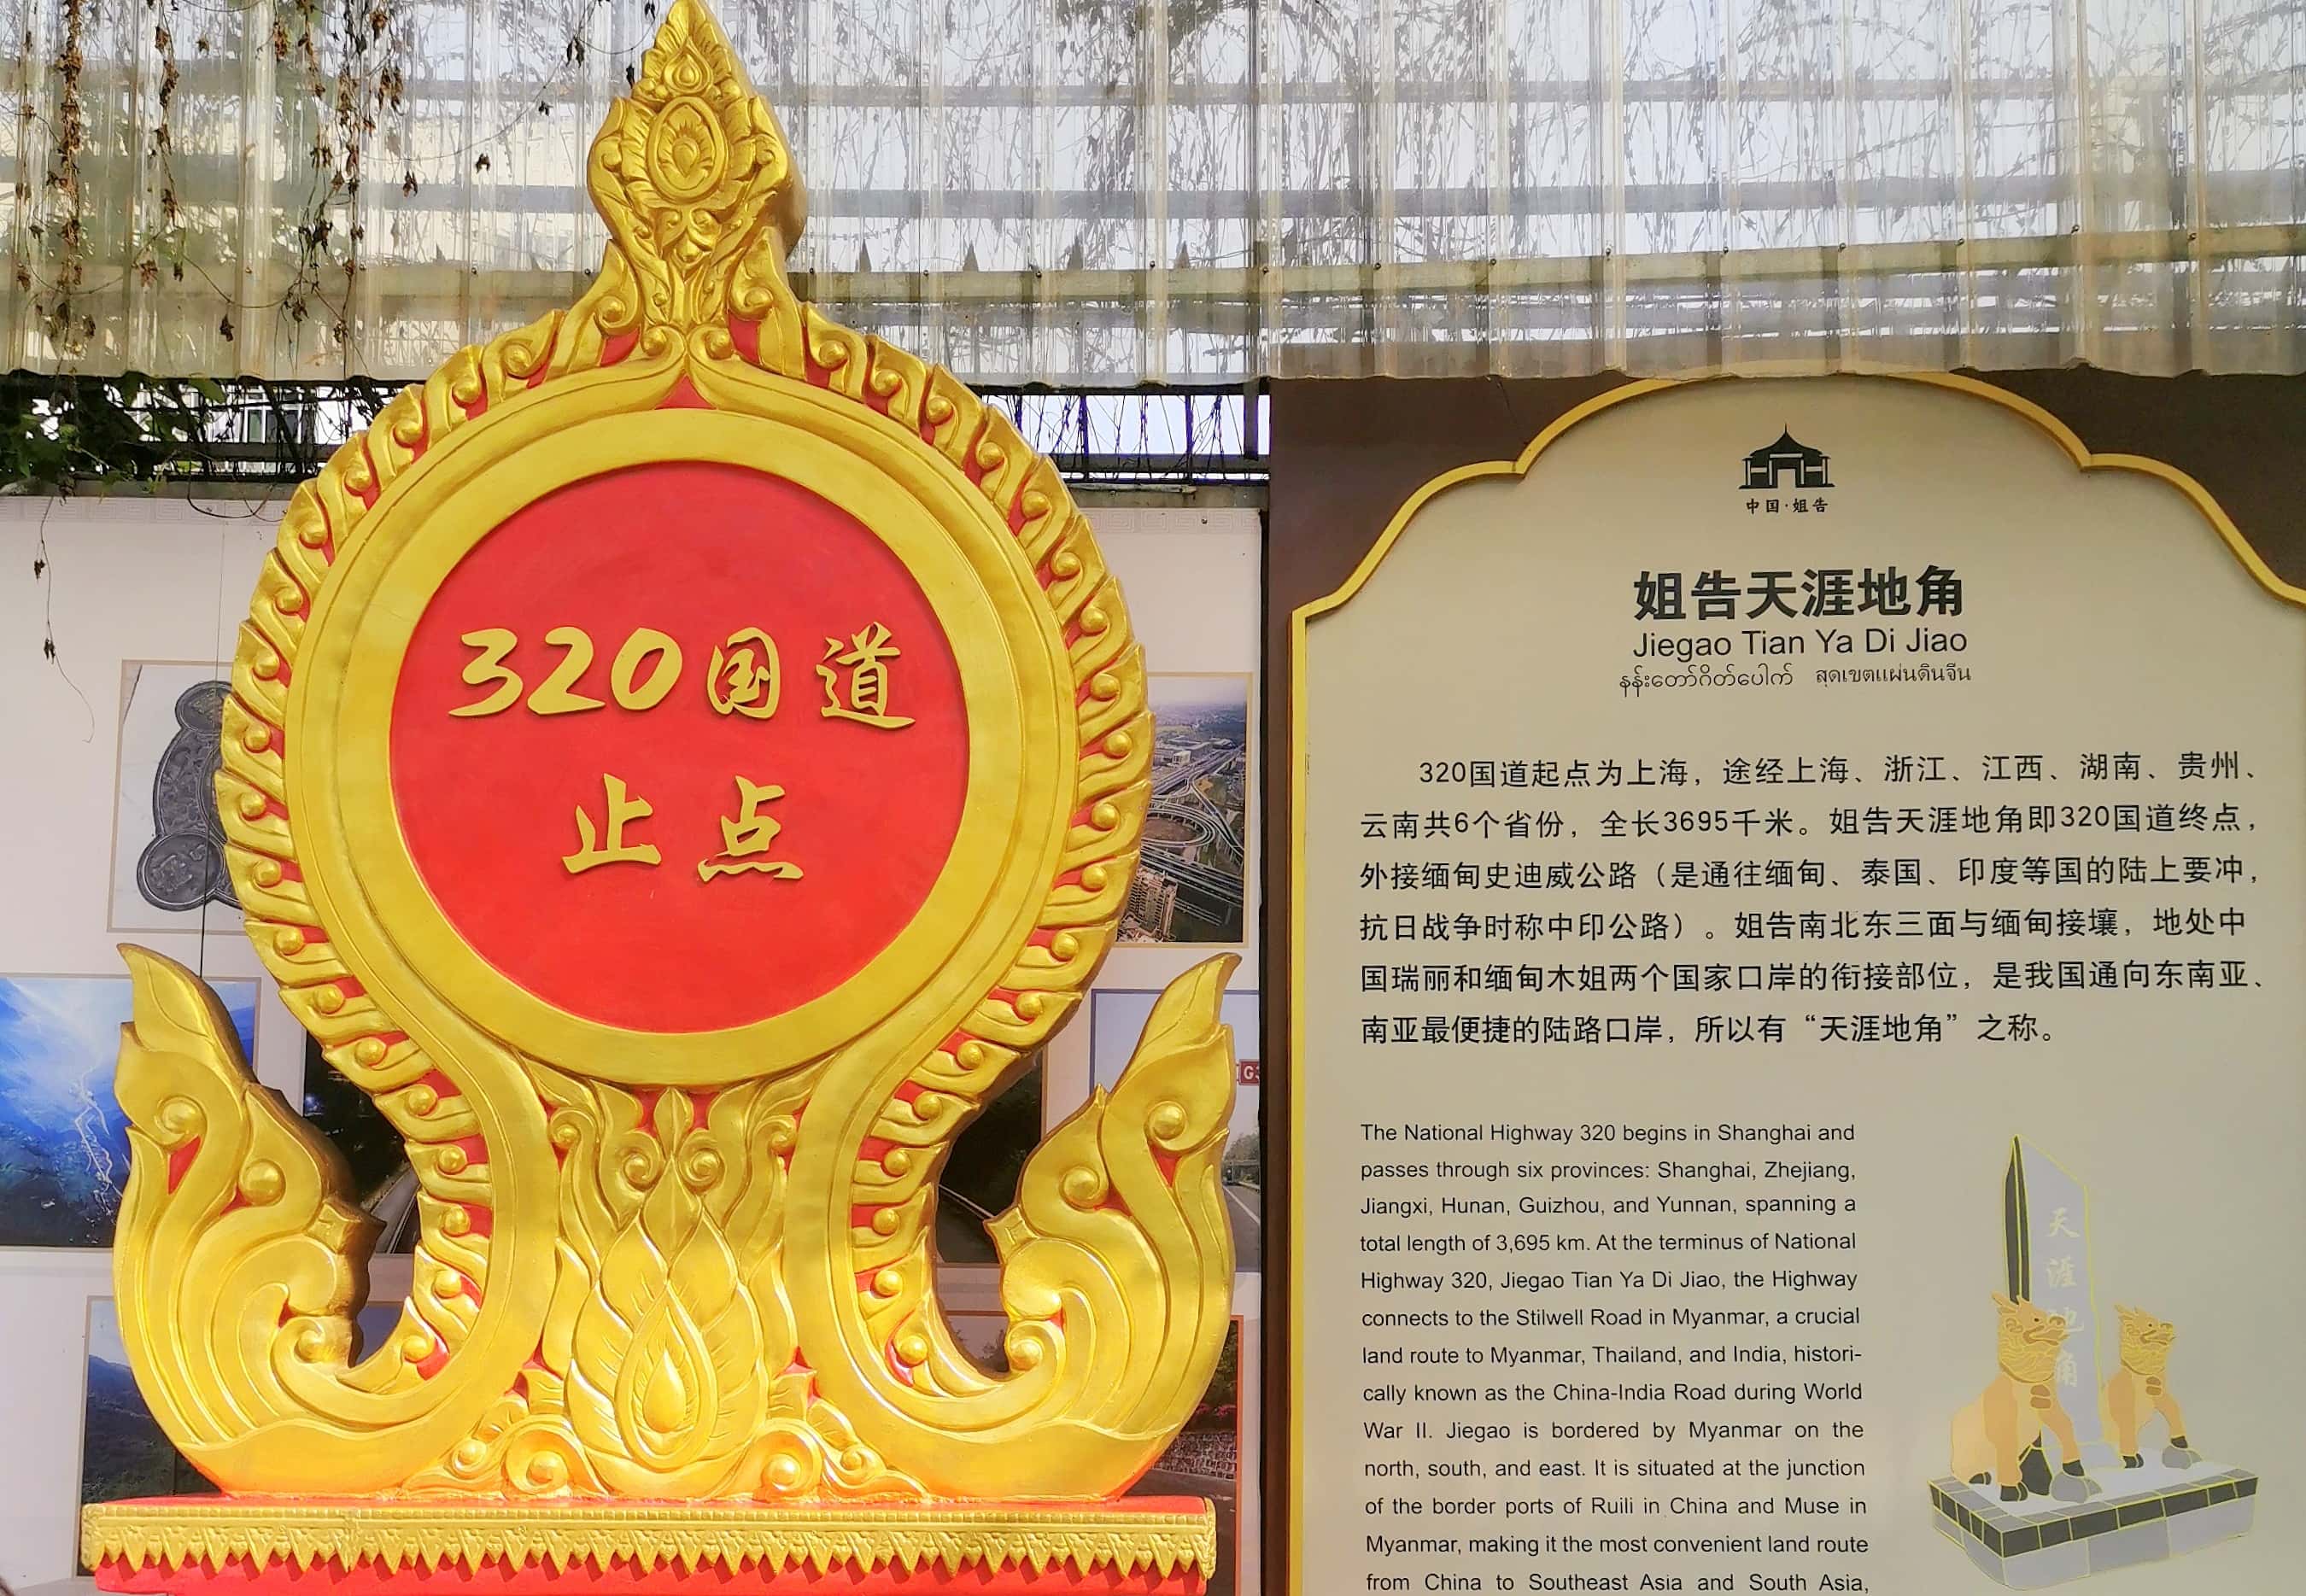 320国道
止点
中国·姐告
姐告天涯地角
Jiegao Tian Ya Di Jiao
နန်းတော်ဂိတ်ပေါက် สุดเขตแผ่นดินจีน
320国道起点为上海，途经上海、浙江、江西、湖南、贵州、
云南共6个省份，全长3695千米。姐告天涯地角即320国道终点，
外接缅甸史迪威公路（是通往缅甸、泰国、印度等国的陆上要冲，
抗日战争时称中印公路）。姐告南北东三面与缅甸接壤，地处中
国瑞丽和缅甸木姐两个国家口岸的衔接部位，是我国通向东南亚、
南亚最便捷的陆路口岸，所以有“天涯地角”之称。
The National Highway 320 begins in Shanghai and
passes through six provinces: Shanghai, Zhejiang,
Jiangxi, Hunan, Guizhou, and Yunnan, spanning a
total length of 3,695 km. At the terminus of National
Highway 320, Jiegao Tian Ya Di Jiao, the Highway
connects to the Stilwell Road in Myanmar, a crucial
land route to Myanmar, Thailand, and India, histori-
cally known as the China-India Road during World
War II. Jiegao is bordered by Myanmar on the
north, south, and east. It is situated at the junction
of the border ports of Ruili in China and Muse in
Myanmar, making it the most convenient land route
from China to Southeast Asia and South Asia,
天涯地角